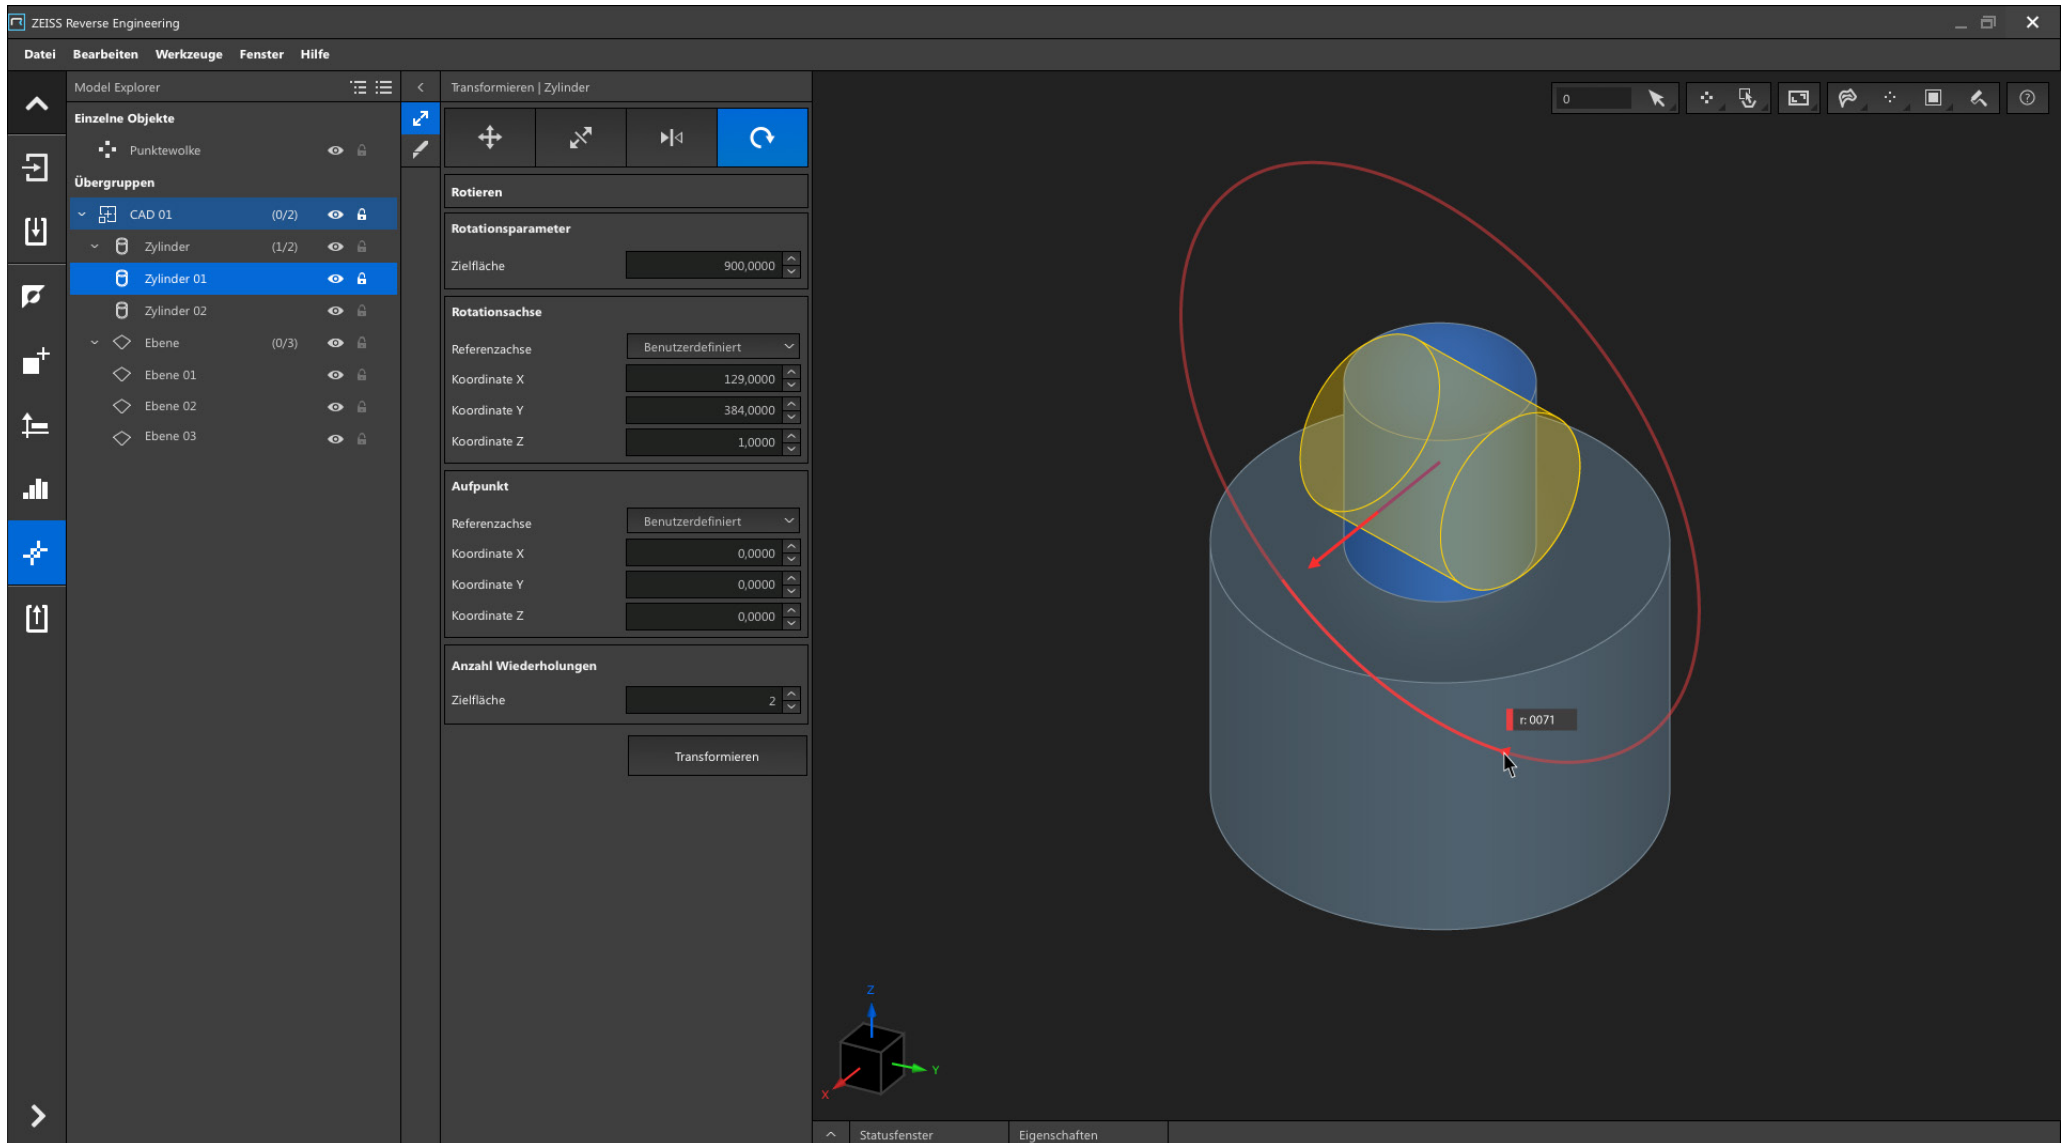 ZEISS Reverse Engineering
Datei Bearbeiten Werkzeuge Fenster Hilfe
Model Explorer
Einzelne Objekte
Punktewolke
Übergruppen
CAD 01 (0/2)
Zylinder (1/2)
Zylinder 01
Zylinder 02
Ebene (0/3)
Ebene 01
Ebene 02
Ebene 03
Transformieren | Zylinder
Rotieren
Rotationsparameter
Zielfläche 900,0000
Rotationsachse
Referenzachse Benutzerdefiniert
Koordinate X 129,0000
Koordinate Y 384,0000
Koordinate Z 1,0000
Aufpunkt
Referenzachse Benutzerdefiniert
Koordinate X 0,0000
Koordinate Y 0,0000
Koordinate Z 0,0000
Anzahl Wiederholungen
Zielfläche 2
Transformieren
0
r: 0071
Z
Y
X
Statusfenster Eigenschaften